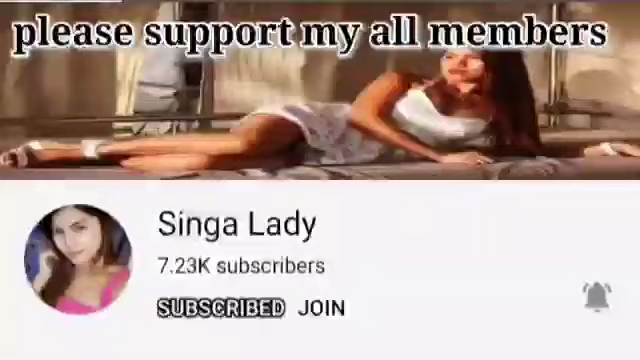 please support my all members
Singa Lady
7.23K subscribers
SUBSCRIBED JOIN